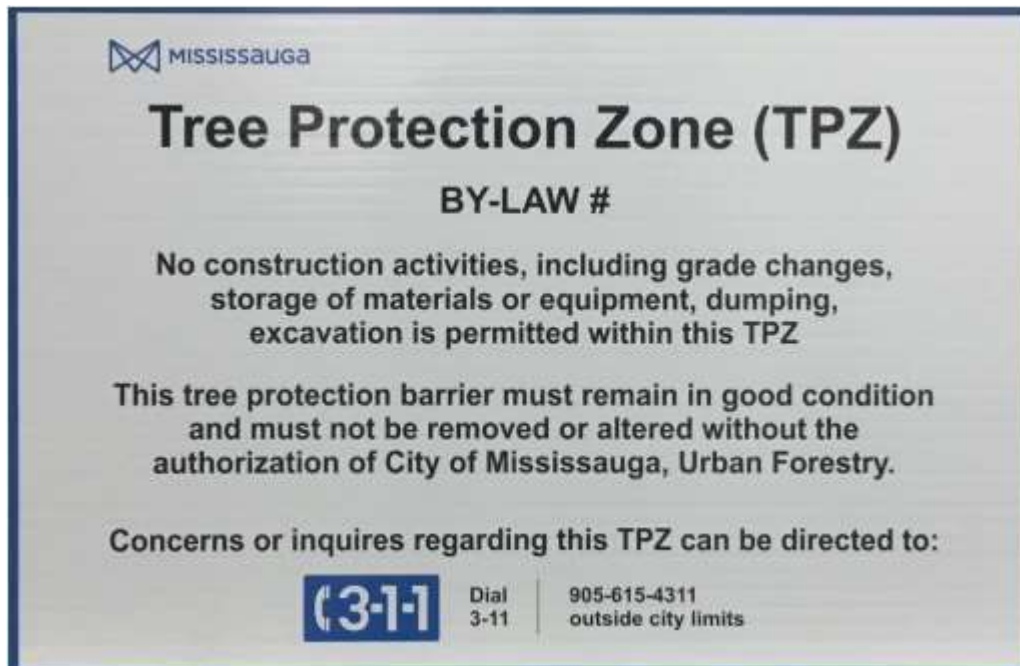 MISSISSAUGA
Tree Protection Zone (TPZ)
BY-LAW #
No construction activities, including grade changes,
storage of materials or equipment, dumping,
excavation is permitted within this TPZ
This tree protection barrier must remain in good condition
and must not be removed or altered without the
authorization of City of Mississauga, Urban Forestry.
Concerns or inquires regarding this TPZ can be directed to:
3-1-1
Dial
3-11
905-615-4311
outside city limits